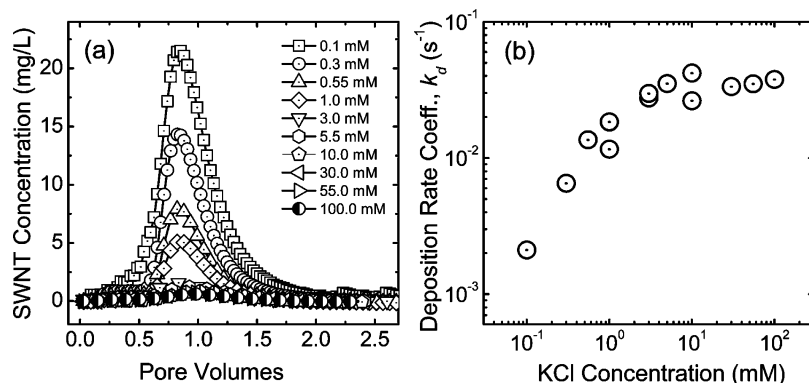 (a)
0.1 mM
0.3 mM
0.55 mM
1.0 mM
3.0 mM
5.5 mM
10.0 mM
30.0 mM
55.0 mM
100.0 mM
SWNT Concentration (mg/L)
20
15
10
5
0
0.0 0.5 1.0 1.5 2.0 2.5
Pore Volumes
(b)
Deposition Rate Coeff., k_d (s⁻¹)
10⁻¹
10⁻²
10⁻³
10⁻¹ 10⁰ 10¹ 10²
KCl Concentration (mM)